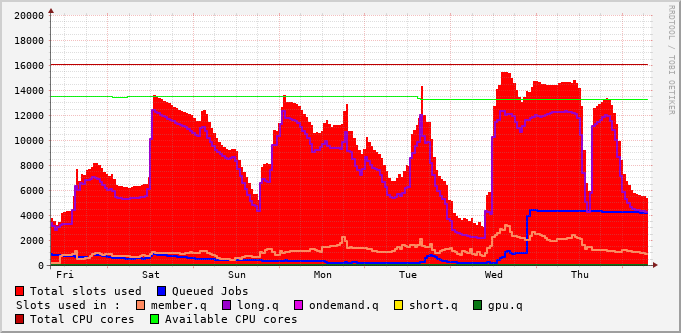 20000
18000
16000
14000
12000
10000
8000
6000
4000
2000
0
Fri Sat Sun Mon Tue Wed Thu
RRDTOOL / TOBI OETIKER
Total slots used Queued Jobs
Slots used in : member.q long.q ondemand.q short.q gpu.q
Total CPU cores Available CPU cores